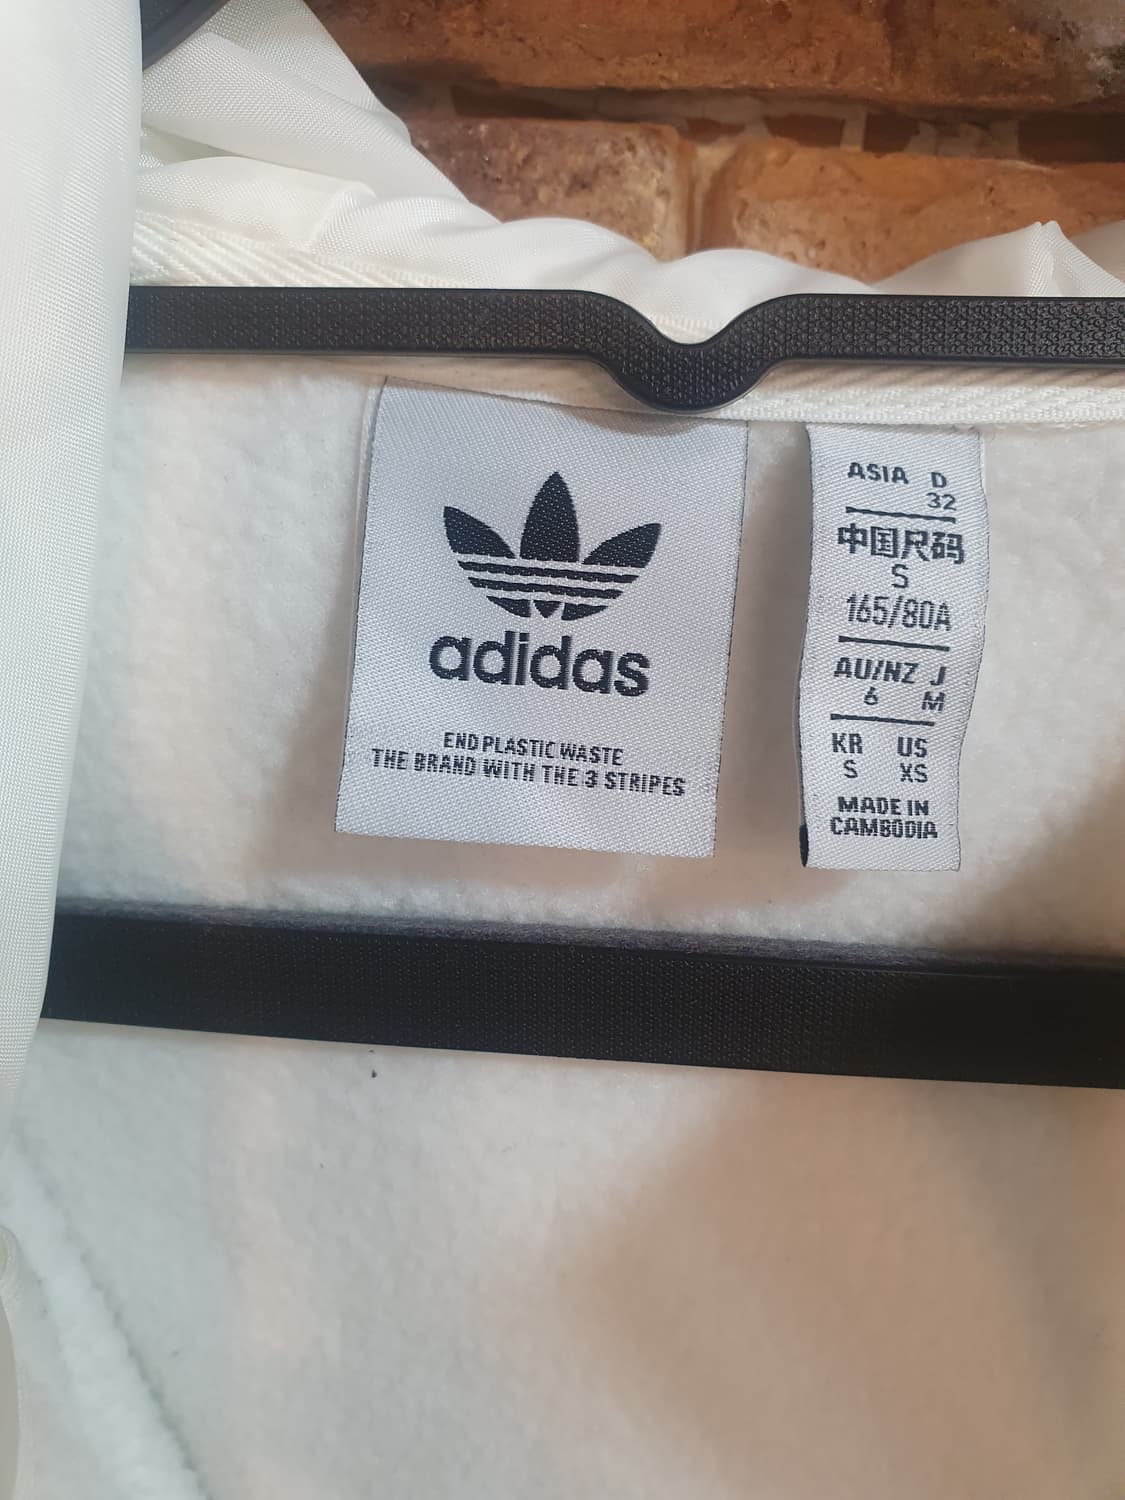 adidas
END PLASTIC WASTE
THE BRAND WITH THE 3 STRIPES
ASIA D
32
中国尺码
S
165/80A
AU/NZ J
6 M
KR US
S XS
MADE IN
CAMBODIA